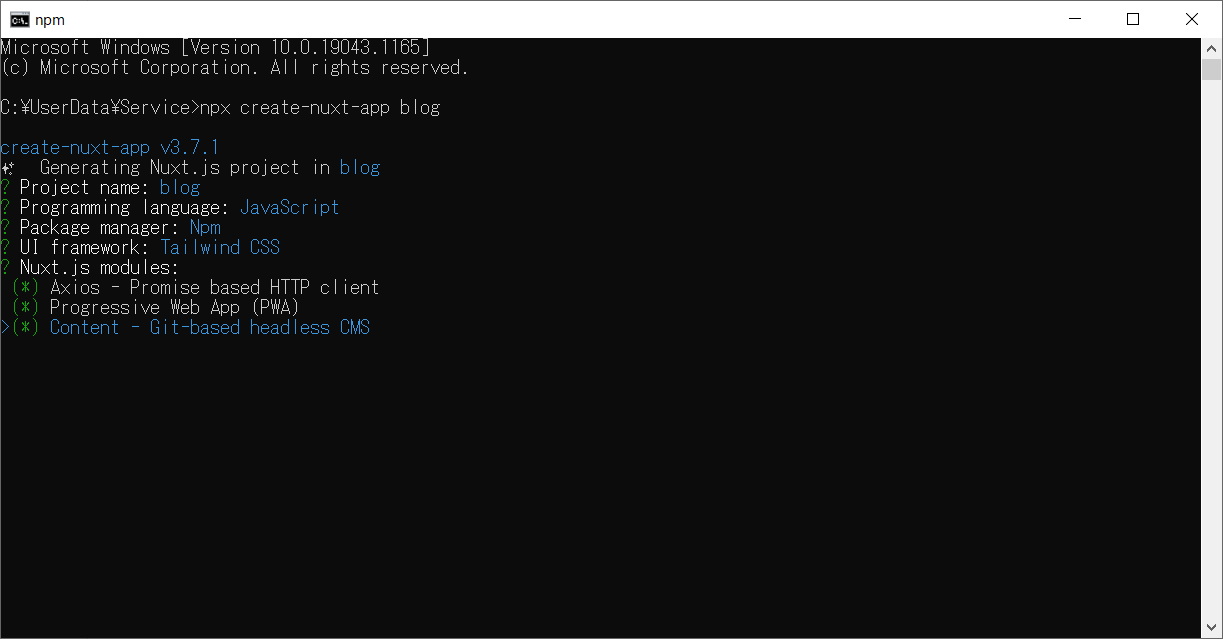 npm
Microsoft Windows [Version 10.0.19043.1165]
(c) Microsoft Corporation. All rights reserved.
C:¥UserData¥Service>npx create-nuxt-app blog
create-nuxt-app v3.7.1
✨  Generating Nuxt.js project in blog
? Project name: blog
? Programming language: JavaScript
? Package manager: Npm
? UI framework: Tailwind CSS
? Nuxt.js modules:
 (*) Axios - Promise based HTTP client
 (*) Progressive Web App (PWA)
>(*) Content - Git-based headless CMS